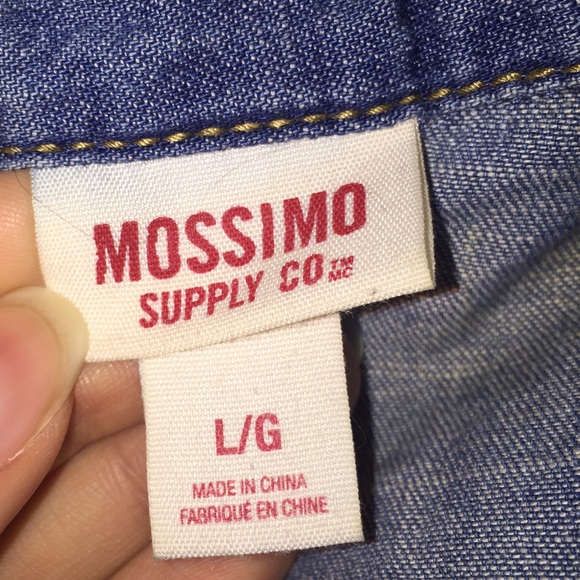 MOSSIMO
SUPPLY CO TM MC
L/G
MADE IN CHINA
FABRIQUÉ EN CHINE